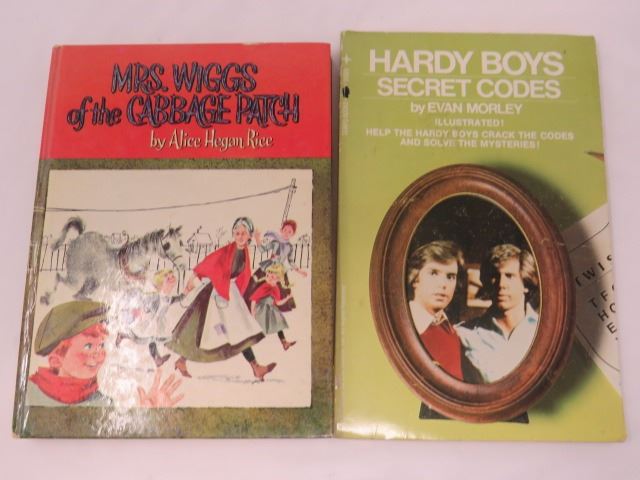 MRS. WIGGS
of the CABBAGE PATCH
by Alice Hegan Rice
HARDY BOYS
SECRET CODES
by EVAN MORLEY
ILLUSTRATED!
HELP THE HARDY BOYS CRACK THE CODES
AND SOLVE THE MYSTERIES!